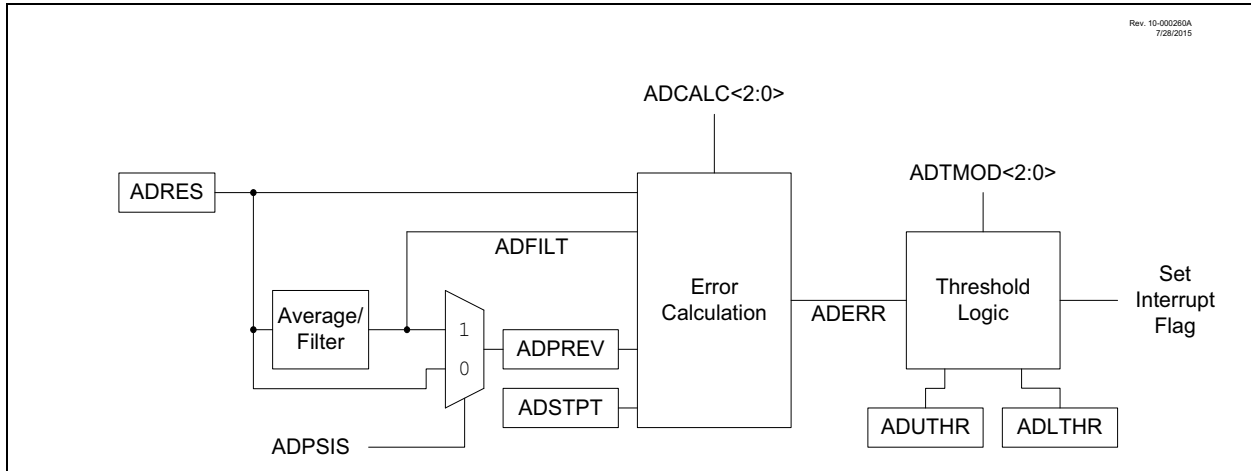 Rev. 10-000260A
7/28/2015
ADCALC<2:0>
ADTMOD<2:0>
ADRES
ADFILT
Average/
Filter
1
0
ADPREV
ADSTPT
ADPSIS
Error
Calculation
ADERR
Threshold
Logic
Set
Interrupt
Flag
ADUTHR
ADLTHR